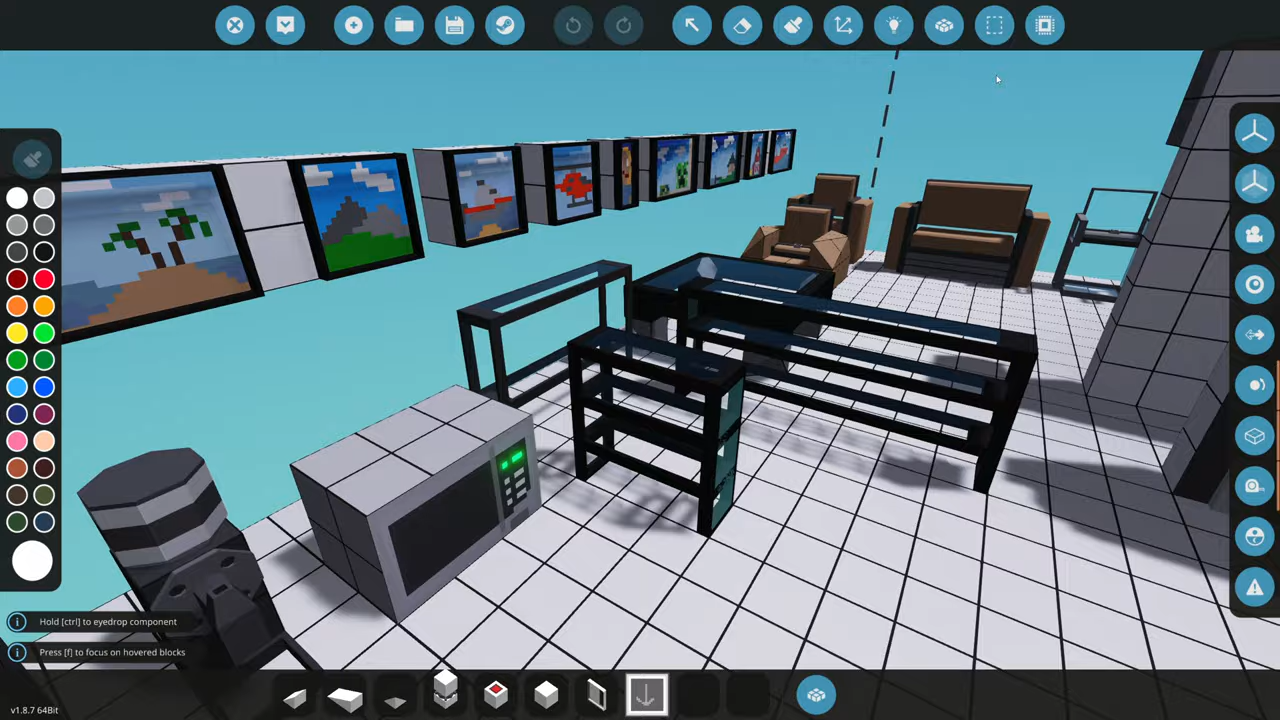 Hold [ctrl] to eyedrop component
Press [f] to focus on hovered blocks
v1.8.7 64Bit